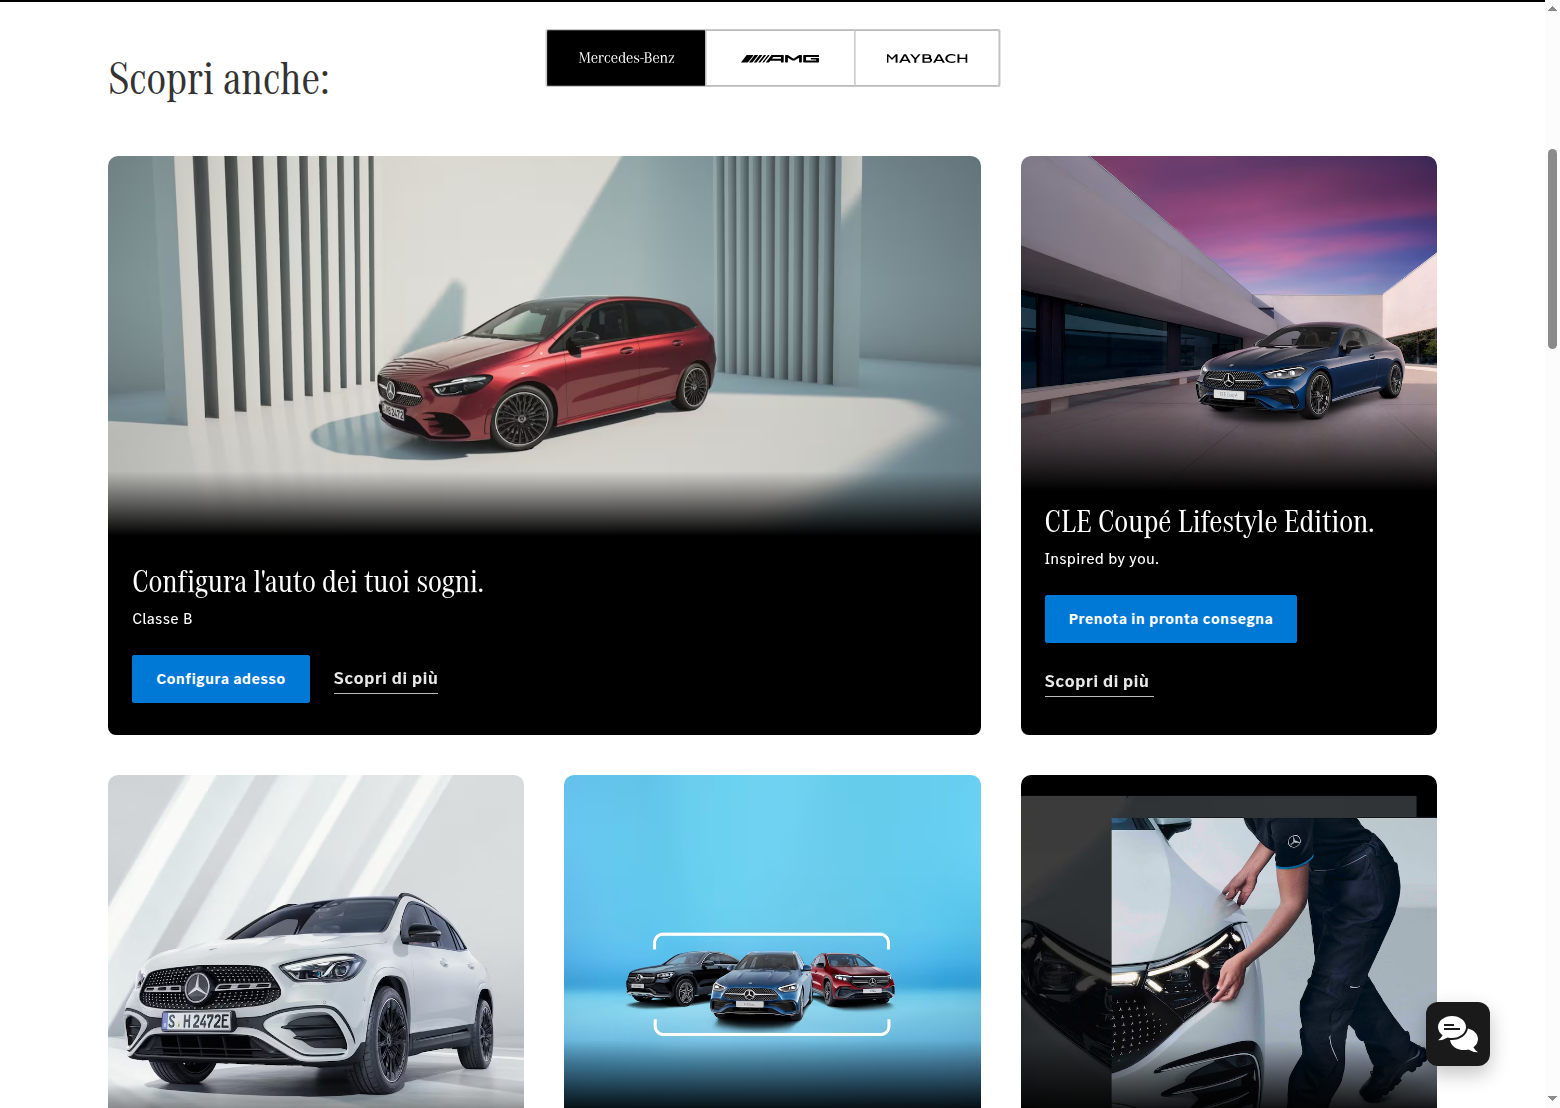 Scopri anche:
Mercedes-Benz
AMG
MAYBACH
Configura l'auto dei tuoi sogni.
Classe B
Configura adesso
Scopri di più
CLE Coupé Lifestyle Edition.
Inspired by you.
Prenota in pronta consegna
Scopri di più
S H 2472E